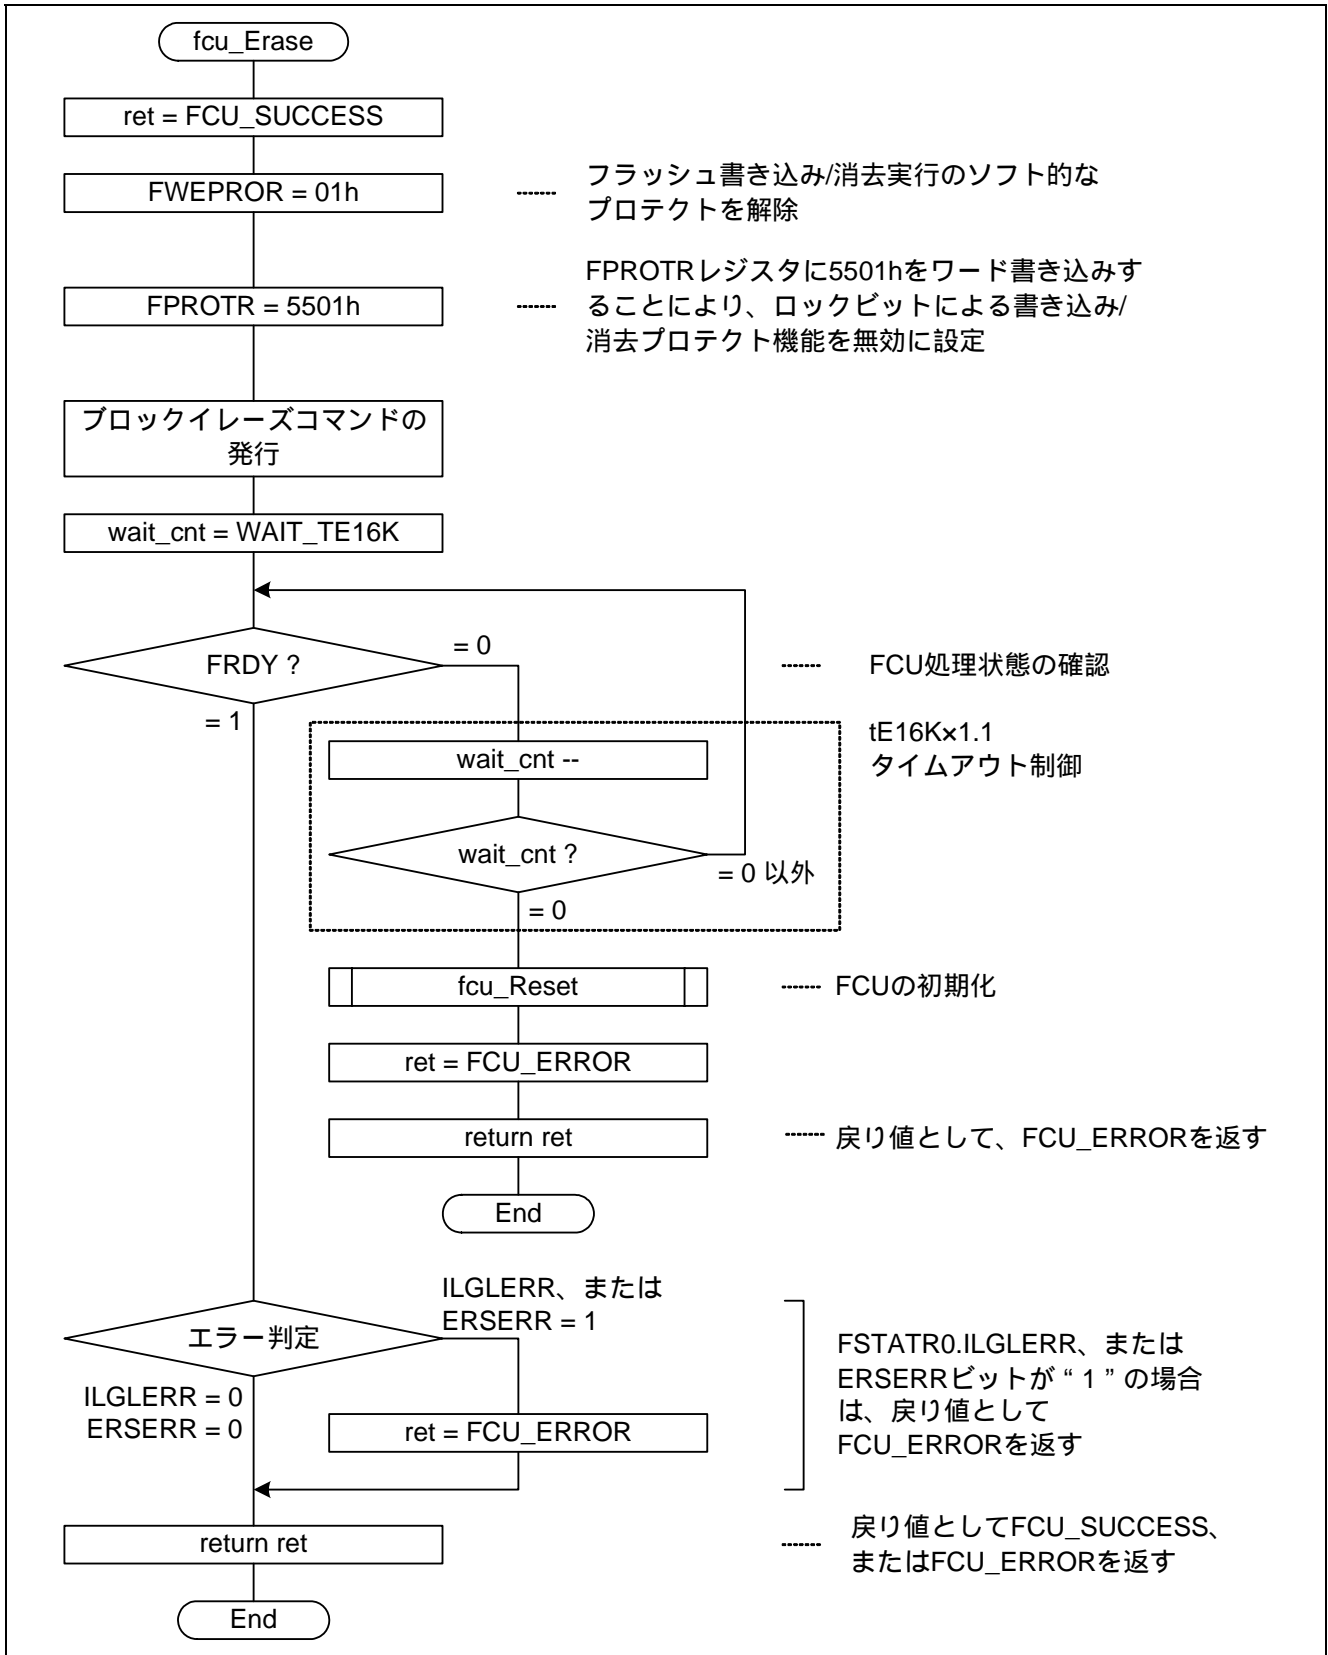 fcu_Erase
ret = FCU_SUCCESS
FWEPROR = 01h
フラッシュ書き込み/消去実行のソフト的な
プロテクトを解除
FPROTR = 5501h
FPROTRレジスタに5501hをワード書き込みす
ることにより、ロックビットによる書き込み/
消去プロテクト機能を無効に設定
ブロックイレーズコマンドの
発行
wait_cnt = WAIT_TE16K
FRDY ?
= 0
= 1
FCU処理状態の確認
tE16K×1.1
タイムアウト制御
wait_cnt --
wait_cnt ?
= 0 以外
= 0
fcu_Reset
FCUの初期化
ret = FCU_ERROR
return ret
戻り値として、FCU_ERRORを返す
End
ILGLERR、または
ERSERR = 1
エラー判定
ILGLERR = 0
ERSERR = 0
ret = FCU_ERROR
FSTATR0.ILGLERR、または
ERSERRビットが “ 1 ” の場合
は、戻り値として
FCU_ERRORを返す
return ret
戻り値としてFCU_SUCCESS、
またはFCU_ERRORを返す
End